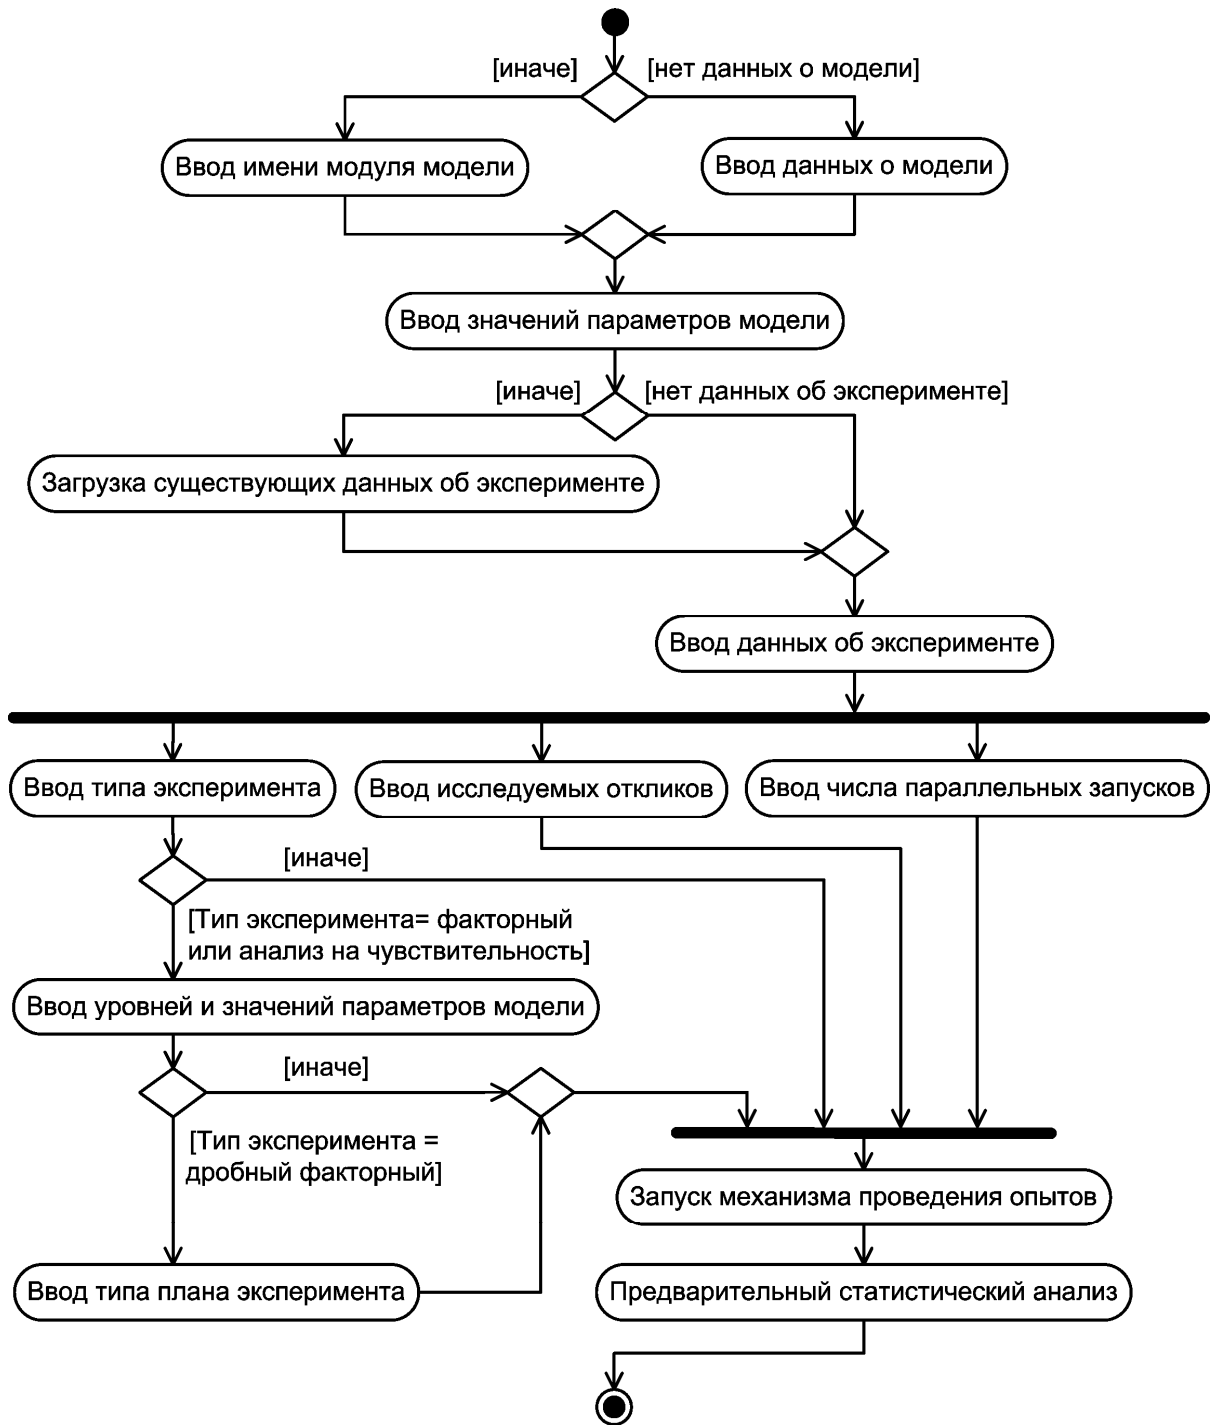 [иначе]
[нет данных о модели]
Ввод имени модуля модели
Ввод данных о модели
Ввод значений параметров модели
[иначе]
[нет данных об эксперименте]
Загрузка существующих данных об эксперименте
Ввод данных об эксперименте
Ввод типа эксперимента
Ввод исследуемых откликов
Ввод числа параллельных запусков
[иначе]
[Тип эксперимента= факторный
или анализ на чувствительность]
Ввод уровней и значений параметров модели
[иначе]
[Тип эксперимента =
дробный факторный]
Запуск механизма проведения опытов
Ввод типа плана эксперимента
Предварительный статистический анализ